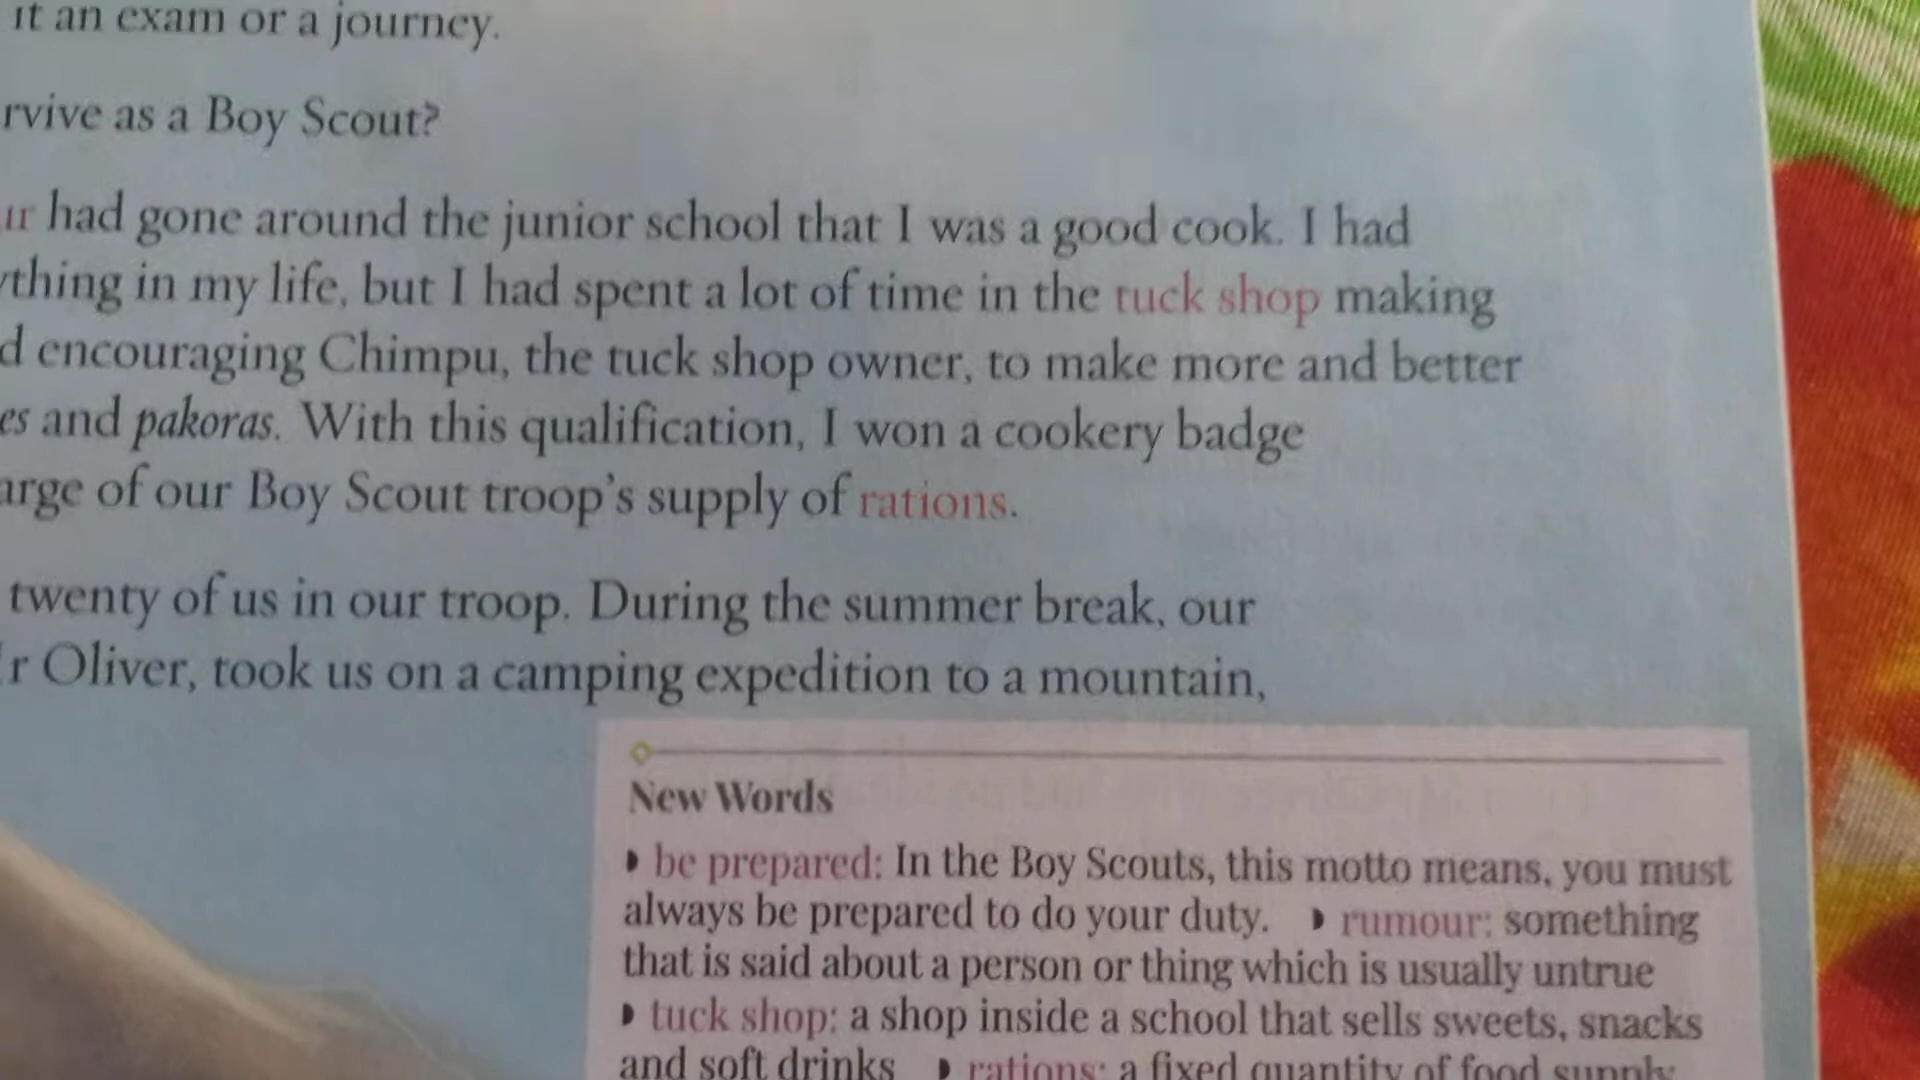 it an exam or a journey.
rvive as a Boy Scout?
ur had gone around the junior school that I was a good cook. I had
ything in my life, but I had spent a lot of time in the tuck shop making
d encouraging Chimpu, the tuck shop owner, to make more and better
es and pakoras. With this qualification, I won a cookery badge
arge of our Boy Scout troop's supply of rations.
twenty of us in our troop. During the summer break, our
r Oliver, took us on a camping expedition to a mountain,
New Words
be prepared: In the Boy Scouts, this motto means, you must
always be prepared to do your duty. rumour: something
that is said about a person or thing which is usually untrue
tuck shop: a shop inside a school that sells sweets, snacks
and soft drinks rations: a fixed quantity of food supply